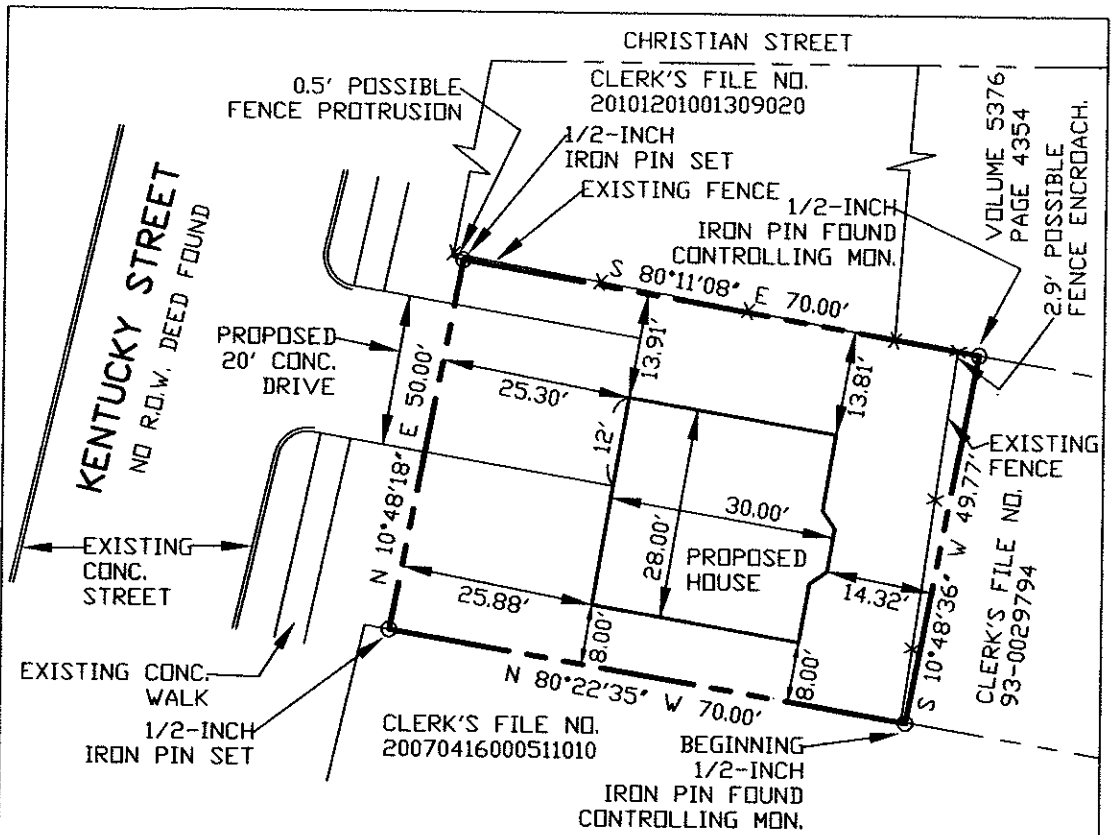 CHRISTIAN STREET
0.5' POSSIBLE
FENCE PROTRUSION
CLERK'S FILE NO.
20101201001309020
1/2-INCH
IRON PIN SET
EXISTING FENCE
1/2-INCH
IRON PIN FOUND
CONTROLLING MON.
VOLUME 5376
PAGE 4354
2.9' POSSIBLE
FENCE ENCROACH.
KENTUCKY STREET
NO R.O.W. DEED FOUND
S 80°11'08" E 70.00'
PROPOSED
20' CONC.
DRIVE
N 10°48'18" E 50.00'
13.91'
25.30'
13.81'
12'
EXISTING
FENCE
30.00'
28.00'
PROPOSED
HOUSE
S 10°48'36" W 49.77'
CLERK'S FILE NO.
93-0029794
EXISTING
CONC.
STREET
25.88'
14.32'
8.00'
8.00'
N 80°22'35" W 70.00'
EXISTING CONC.
WALK
1/2-INCH
IRON PIN SET
CLERK'S FILE NO.
20070416000511010
BEGINNING
1/2-INCH
IRON PIN FOUND
CONTROLLING MON.